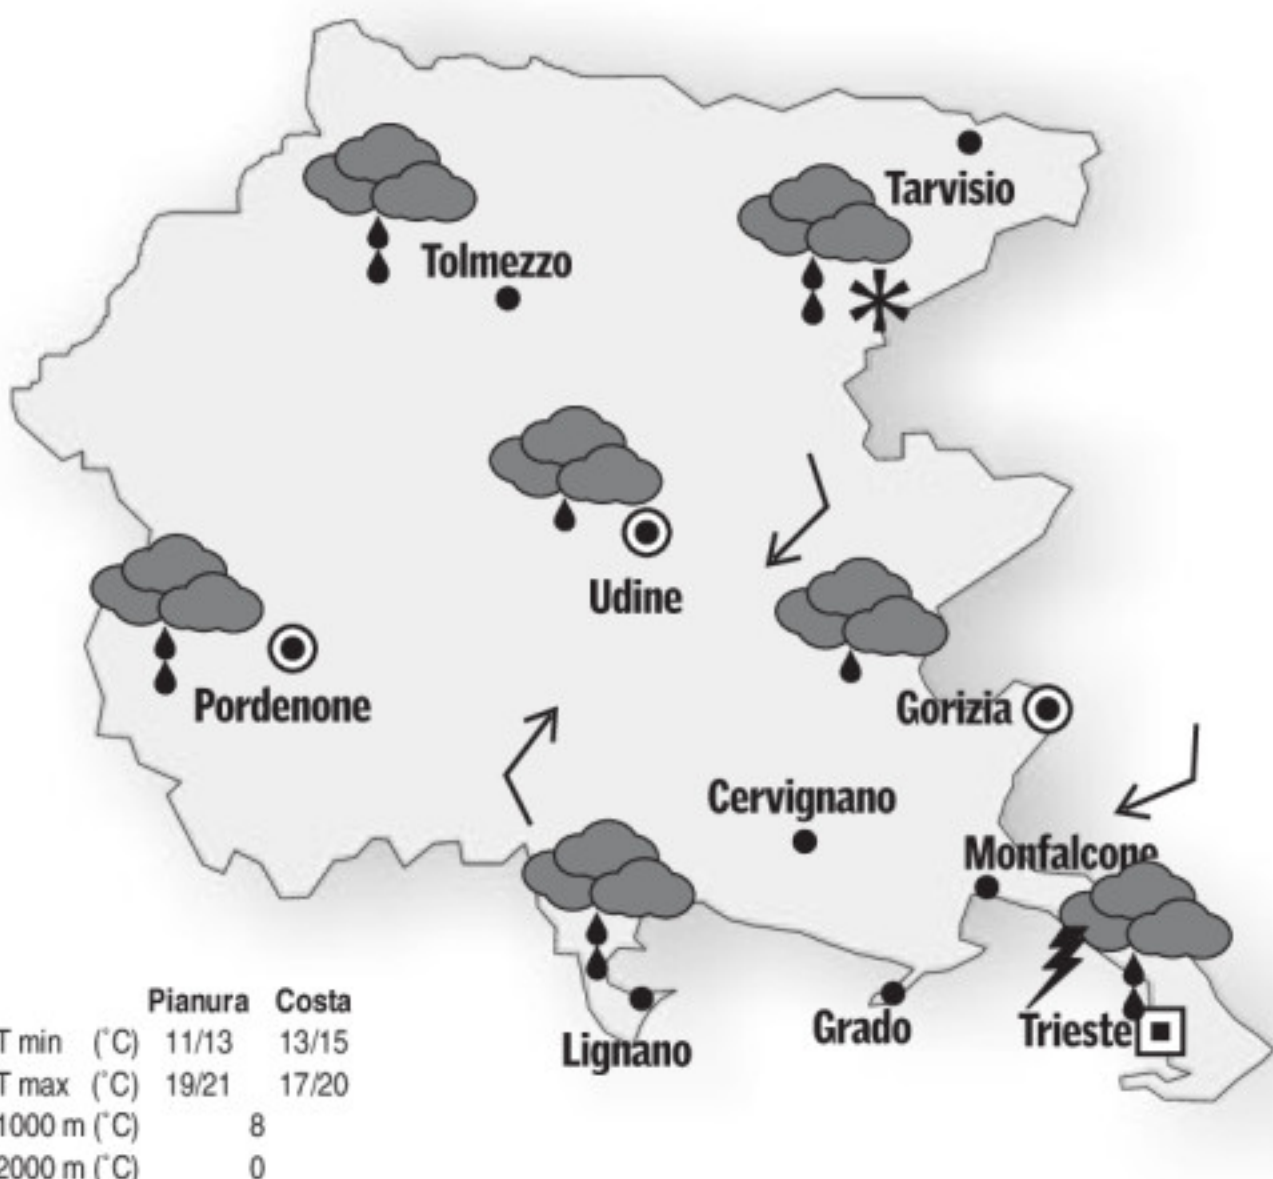 Tarvisio
Tolmezzo
Udine
Pordenone
Gorizia
Cervignano
Monfalcone
Grado
Trieste
Lignano
Pianura Costa
T min (°C) 11/13 13/15
T max (°C) 19/21 17/20
1000 m (°C) 8
2000 m (°C) 0